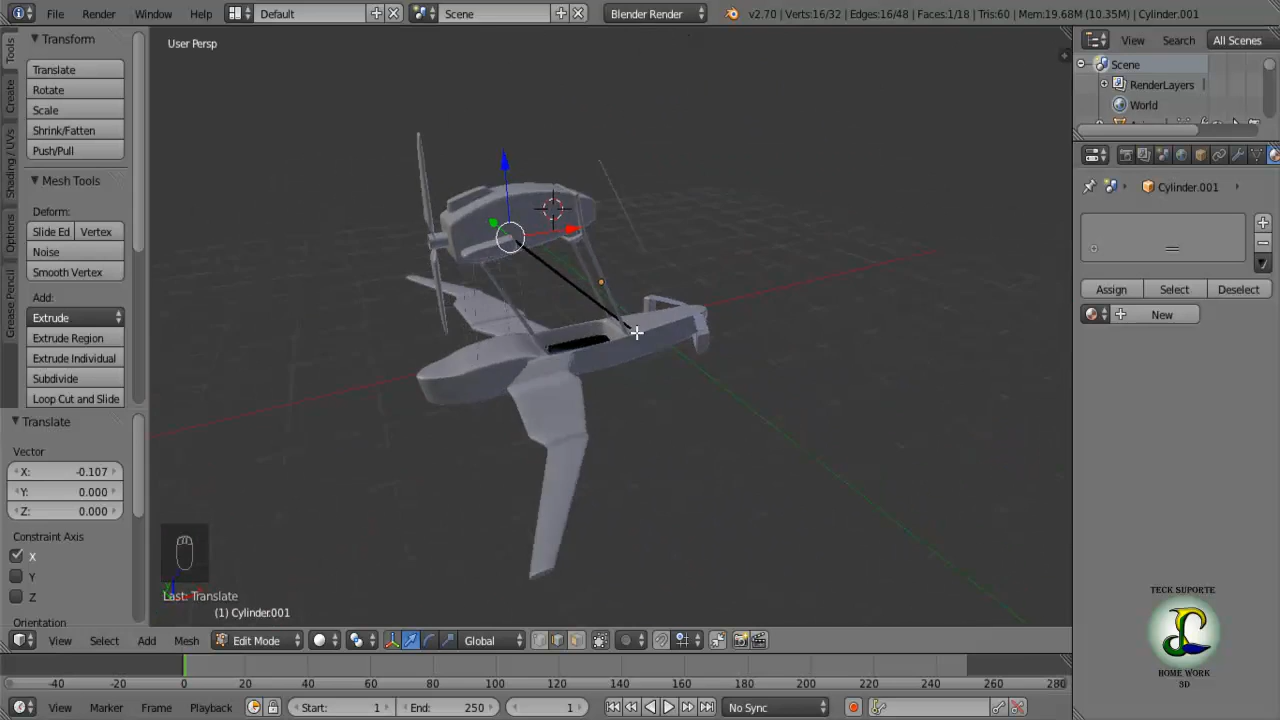 File Render Window Help Default Scene Blender Render v2.70 | Verts:16/32 | Edges:16/48 | Faces:1/18 | Tris:60 | Mem:19.68M (10.35M) | Cylinder.001
Tools
Create
Shading / UVs
Options
Grease Pencil
Transform
Translate
Rotate
Scale
Shrink/Fatten
Push/Pull
Mesh Tools
Deform:
Slide Ed Vertex
Noise
Smooth Vertex
Add:
Extrude
Extrude Region
Extrude Individual
Subdivide
Loop Cut and Slide
Translate
Vector
X: -0.107
Y: 0.000
Z: 0.000
Constraint Axis
X
Y
Z
Orientation
User Persp
Last: Translate
(1) Cylinder.001
View Select Add Mesh Edit Mode Global
-40 -20 0 20 40 60 80 100 120 140 160 180 200 220 240 260 280
View Marker Frame Playback Start: 1 End: 250 1 No Sync
View Search All Scenes
Scene
RenderLayers
World
Cylinder.001
Assign Select Deselect
New
TECK SUPORTE
HOME WORK
3D